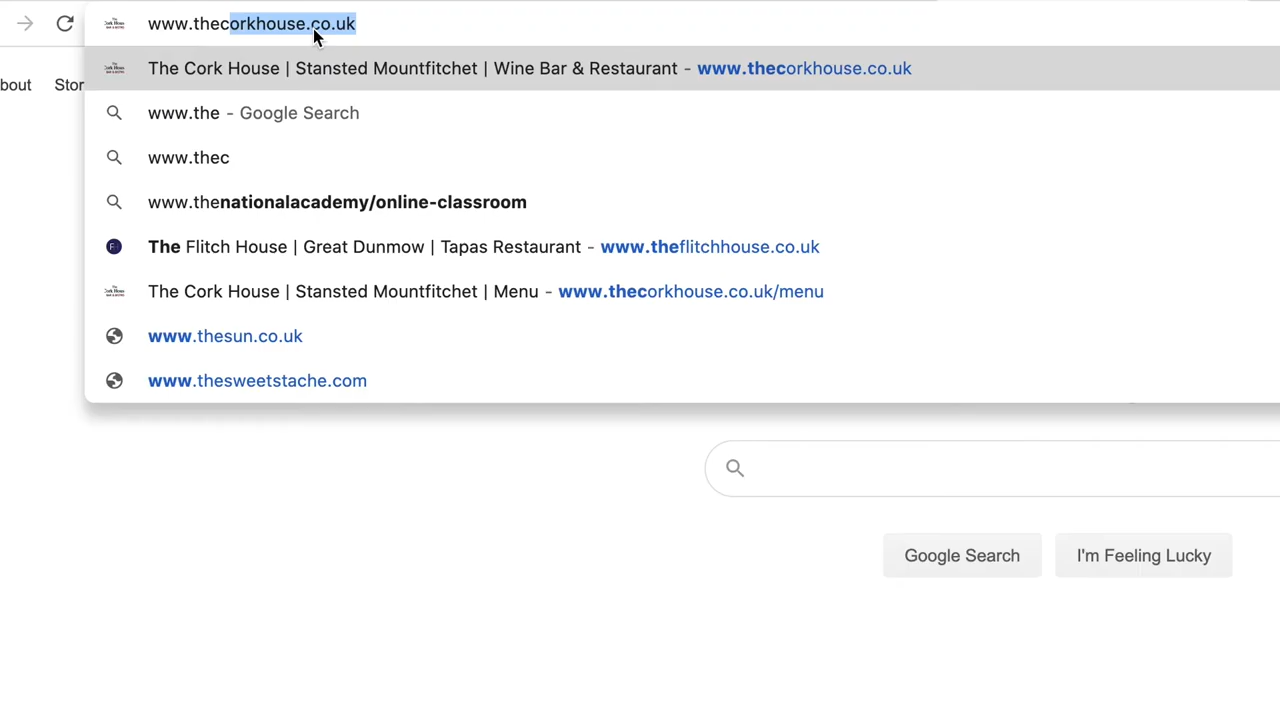 www.thecorkhouse.co.uk
The Cork House | Stansted Mountfitchet | Wine Bar & Restaurant - www.thecorkhouse.co.uk
bout Stor
www.the - Google Search
www.thec
www.thenationalacademy/online-classroom
The Flitch House | Great Dunmow | Tapas Restaurant - www.theflitchhouse.co.uk
The Cork House | Stansted Mountfitchet | Menu - www.thecorkhouse.co.uk/menu
www.thesun.co.uk
www.thesweetstache.com
Google Search I'm Feeling Lucky